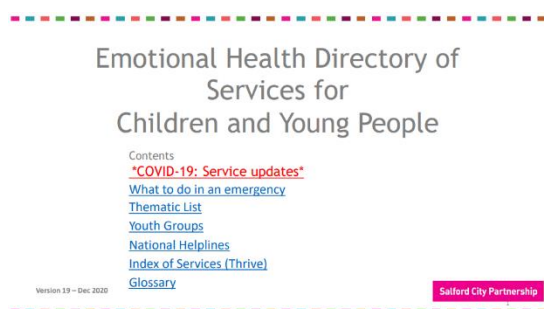 Emotional Health Directory of
Services for
Children and Young People
Contents
*COVID-19: Service updates*
What to do in an emergency
Thematic List
Youth Groups
National Helplines
Index of Services (Thrive)
Glossary
Version 19 – Dec 2020
Salford City Partnership